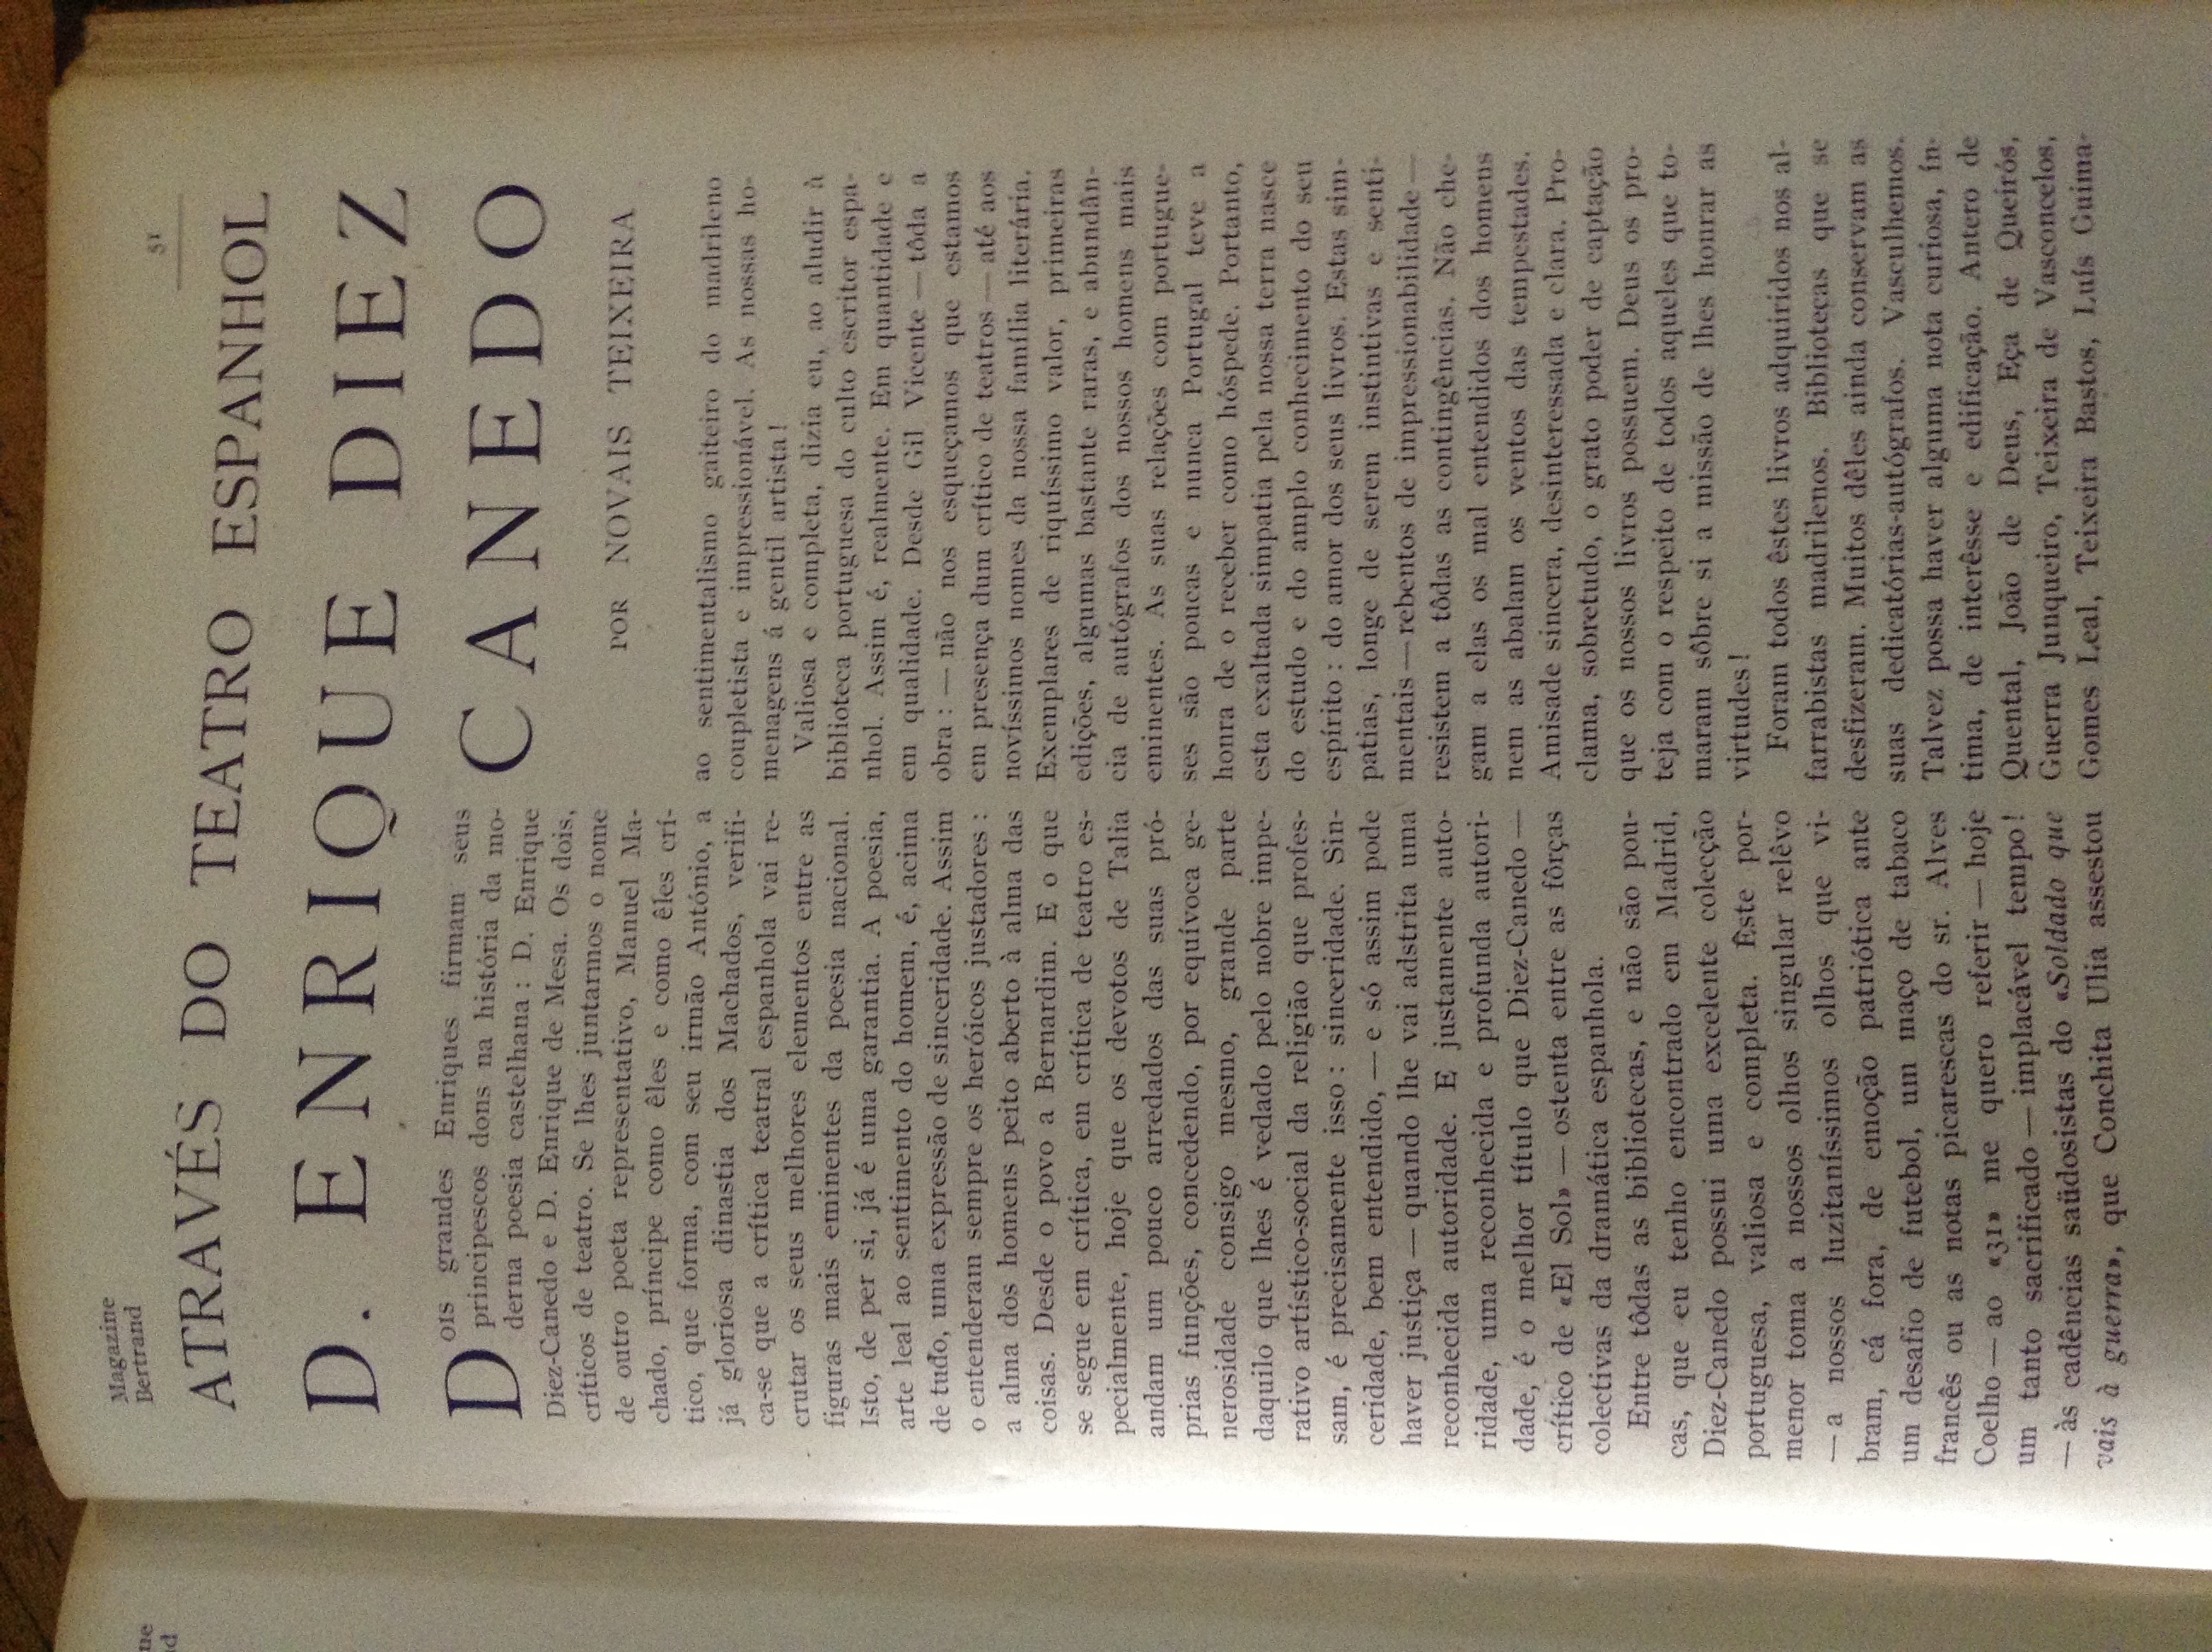 Magazine
Bertrand
51
ATRAVÉS DO TEATRO ESPANHOL
D. ENRIQUE DIEZ
CANEDO
POR NOVAIS TEIXEIRA
DOIS grandes Enriques firmam seus
principescos dons na história da mo-
derna poesia castelhana : D. Enrique
Diez-Canedo e D. Enrique de Mesa. Os dois,
críticos de teatro. Se lhes juntarmos o nome
de outro poeta representativo, Manuel Ma-
chado, príncipe como êles e como êles crí-
tico, que forma, com seu irmão António, a
já gloriosa dinastia dos Machados, verifi-
ca-se que a crítica teatral espanhola vai re-
crutar os seus melhores elementos entre as
figuras mais eminentes da poesia nacional.
Isto, de per si, já é uma garantia. A poesia,
arte leal ao sentimento do homem, é, acima
de tudo, uma expressão de sinceridade. Assim
o entenderam sempre os heróicos justadores :
a alma dos homens peito aberto à alma das
coisas. Desde o povo a Bernardim. E o que
se segue em crítica, em crítica de teatro es-
pecialmente, hoje que os devotos de Talia
andam um pouco arredados das suas pró-
prias funções, concedendo, por equívoca ge-
nerosidade consigo mesmo, grande parte
daquilo que lhes é vedado pelo nobre impe-
rativo artístico-social da religião que profes-
sam, é precisamente isso : sinceridade. Sin-
ceridade, bem entendido, — e só assim pode
haver justiça — quando lhe vai adstrita uma
reconhecida autoridade. E justamente auto-
ridade, uma reconhecida e profunda autori-
dade, é o melhor título que Diez-Canedo —
crítico de «El Sol» — ostenta entre as fôrças
colectivas da dramática espanhola.
Entre tôdas as bibliotecas, e não são pou-
cas, que eu tenho encontrado em Madrid,
Diez-Canedo possui uma excelente colecção
portuguesa, valiosa e completa. Êste por-
menor toma a nossos olhos singular relêvo
— a nossos luzitaníssimos olhos que vi-
bram, cá fora, de emoção patriótica ante
um desafio de futebol, um maço de tabaco
francês ou as notas picarescas do sr. Alves
Coelho — ao «31» me quero referir — hoje
um tanto sacrificado — implacável tempo !
— às cadências saüdosistas do «Soldado que
vais à guerra», que Conchita Ulia assestou
ao sentimentalismo gaiteiro do madrileno
coupletista e impressionável. As nossas ho-
menagens á gentil artista !
Valiosa e completa, dizia eu, ao aludir à
biblioteca portuguesa do culto escritor espa-
nhol. Assim é, realmente. Em quantidade e
em qualidade. Desde Gil Vicente — tôda a
obra : — não nos esqueçamos que estamos
em presença dum crítico de teatros — até aos
novíssimos nomes da nossa família literária.
Exemplares de riquíssimo valor, primeiras
edições, algumas bastante raras, e abundân-
cia de autógrafos dos nossos homens mais
eminentes. As suas relações com portugue-
ses são poucas e nunca Portugal teve a
honra de o receber como hóspede. Portanto,
esta exaltada simpatia pela nossa terra nasce
do estudo e do amplo conhecimento do seu
espírito : do amor dos seus livros. Estas sim-
patias, longe de serem instintivas e senti-
mentais — rebentos de impressionabilidade —
resistem a tôdas as contingências. Não che-
gam a elas os mal entendidos dos homens
nem as abalam os ventos das tempestades.
Amisade sincera, desinteressada e clara. Pro-
clama, sobretudo, o grato poder de captação
que os nossos livros possuem. Deus os pro-
teja com o respeito de todos aqueles que to-
maram sôbre si a missão de lhes honrar as
virtudes !
Foram todos êstes livros adquiridos nos al-
farrabistas madrilenos. Biblioteças que se
desfizeram. Muitos dêles ainda conservam as
suas dedicatórias-autógrafos. Vasculhemos.
Talvez possa haver alguma nota curiosa, ín-
tima, de interêsse e edificação. Antero de
Quental, João de Deus, Eça de Queirós,
Guerra Junqueiro, Teixeira de Vasconcelos,
Gomes Leal, Teixeira Bastos, Luís Guima-